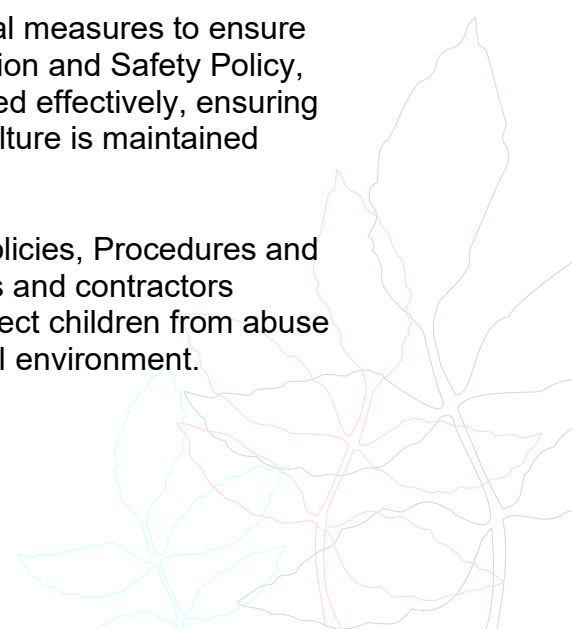 al measures to ensure
ion and Safety Policy,
ed effectively, ensuring
lture is maintained
olicies, Procedures and
s and contractors
ect children from abuse
l environment.